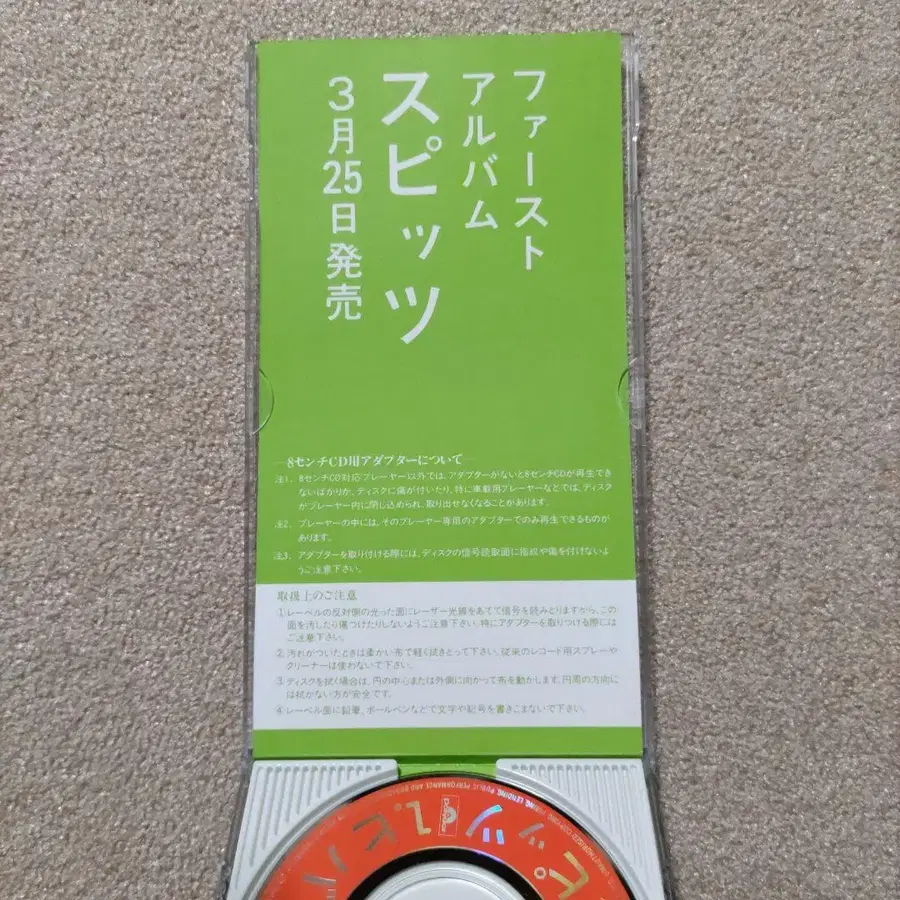 ファースト
アルバム
スピッツ
3月25日発売
8センチCD用アダプターについて
注1. 8センチCD対応プレーヤー以外では、アダプターがないと8センチCDが再生でき
ないばかりか、ディスクに傷が付いたり、特に車載用プレーヤーなどでは、ディスク
がプレーヤー内に閉じ込められ、取り出せなくなることがあります。
注2. プレーヤーの中には、そのプレーヤー専用のアダプターでのみ再生できるものが
あります。
注3. アダプターを取り付ける際には、ディスクの信号読取面に指紋や傷を付けないよ
うご注意下さい。
取扱上のご注意
①レーベルの反対側の光った面にレーザー光線をあてて信号を読みとりますから、この
面を汚したり傷つけたりしないようご注意下さい。特にアダプターを取りつける際には
ご注意下さい。
②汚れがついたときは柔かい布で軽く拭きとって下さい。従来のレコード用スプレーや
クリーナーは使わないで下さい。
③ディスクを拭く場合は、円の中心または外側に向かって布を動かします。円周の方向に
は拭かない方が安全です。
④レーベル面に鉛筆、ボールペンなどで文字や記号を書きこまないで下さい。
polydor
ピッツ